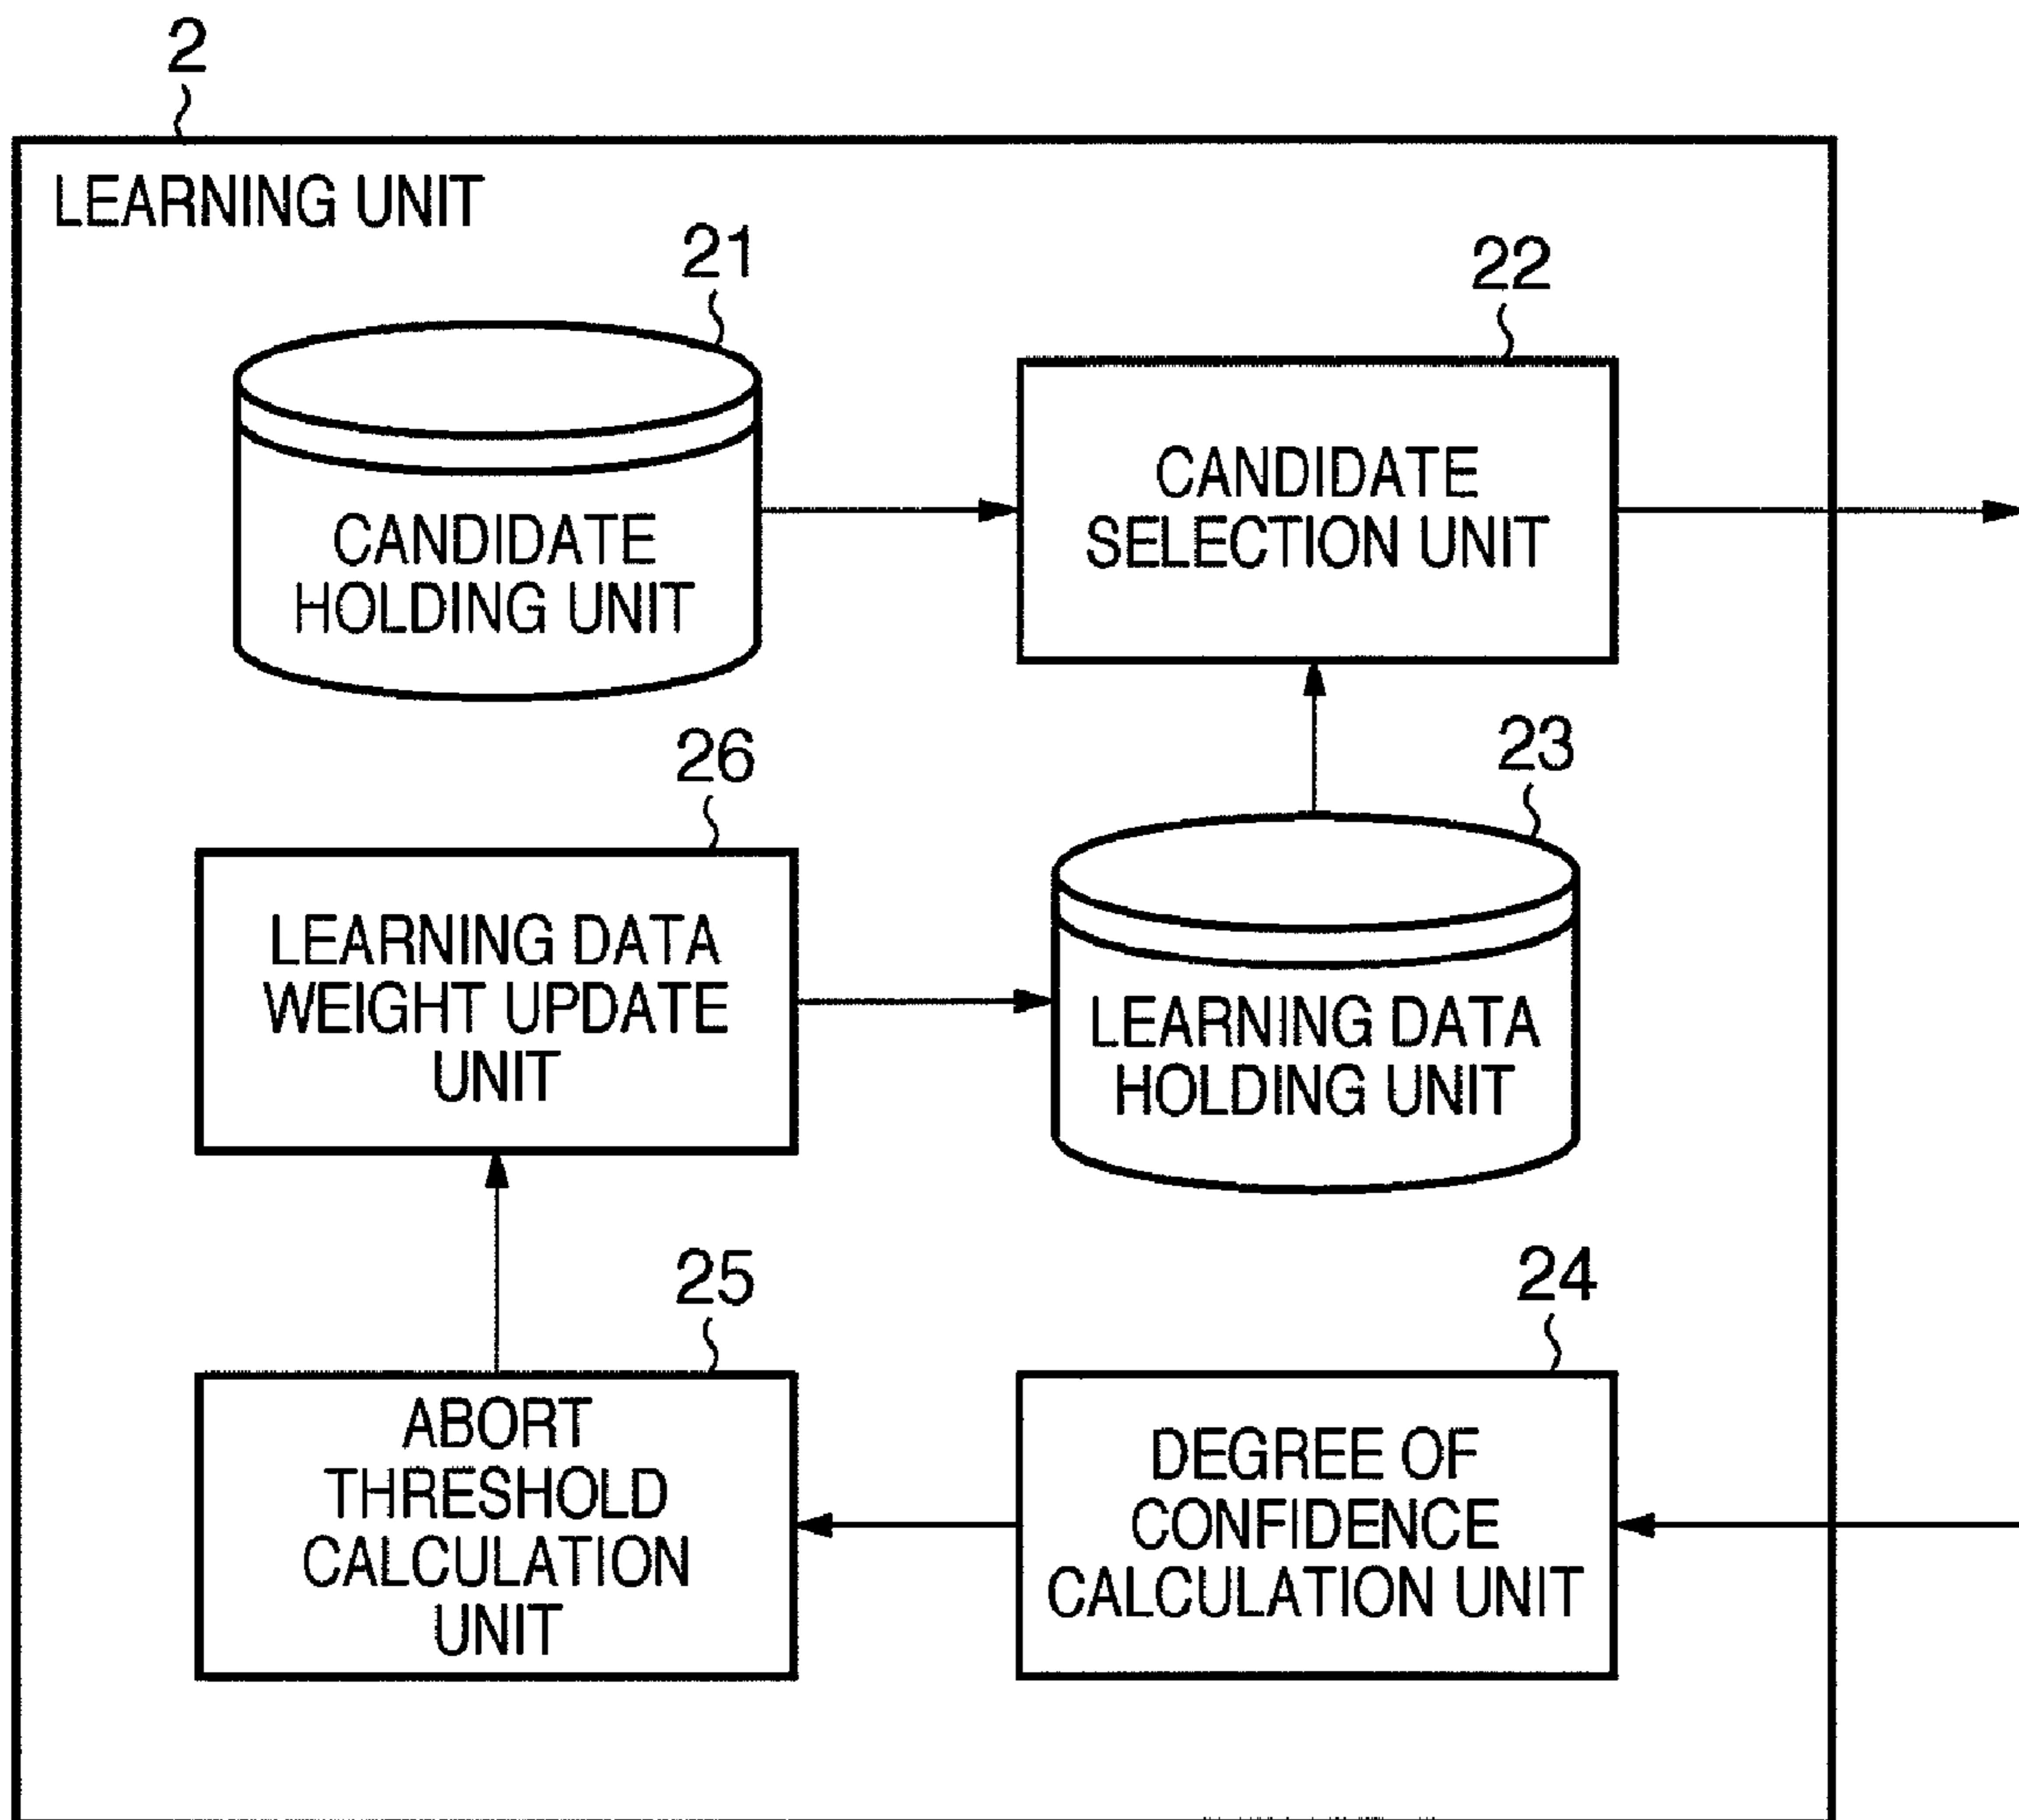 2
LEARNING UNIT
21
22
CANDIDATE
HOLDING UNIT
CANDIDATE
SELECTION UNIT
26
23
LEARNING DATA
WEIGHT UPDATE
UNIT
LEARNING DATA
HOLDING UNIT
25
24
ABORT
THRESHOLD
CALCULATION
UNIT
DEGREE OF
CONFIDENCE
CALCULATION UNIT